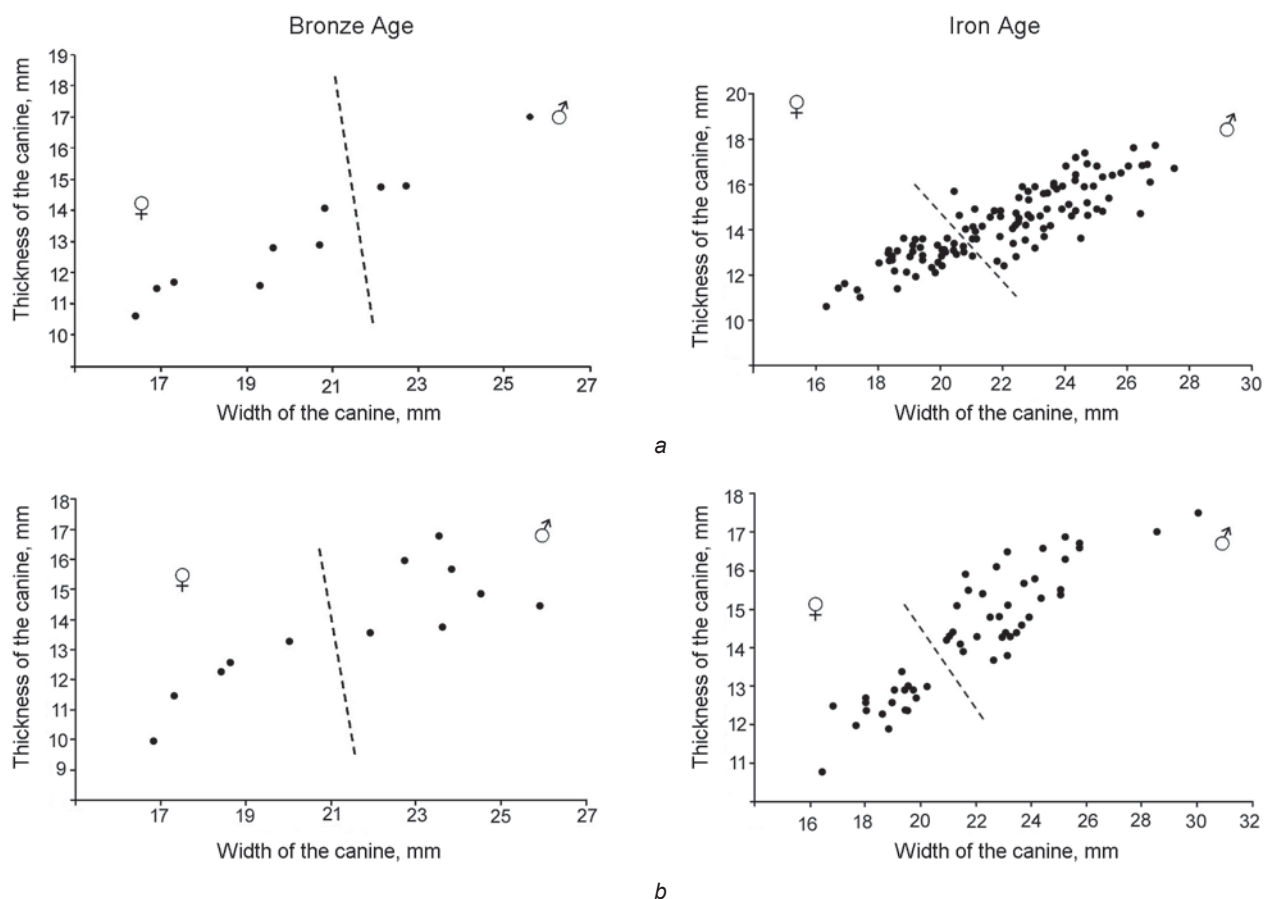 Bronze Age
Thickness of the canine, mm
19
18
17
16
15
14
13
12
11
10
♀
♂
17 19 21 23 25 27
Width of the canine, mm
Iron Age
Thickness of the canine, mm
20
18
16
14
12
10
♀
♂
16 18 20 22 24 26 28 30
Width of the canine, mm
a
Thickness of the canine, mm
18
17
16
15
14
13
12
11
10
9
♀
♂
17 19 21 23 25 27
Width of the canine, mm
Thickness of the canine, mm
18
17
16
15
14
13
12
11
♀
♂
16 18 20 22 24 26 28 30 32
Width of the canine, mm
b